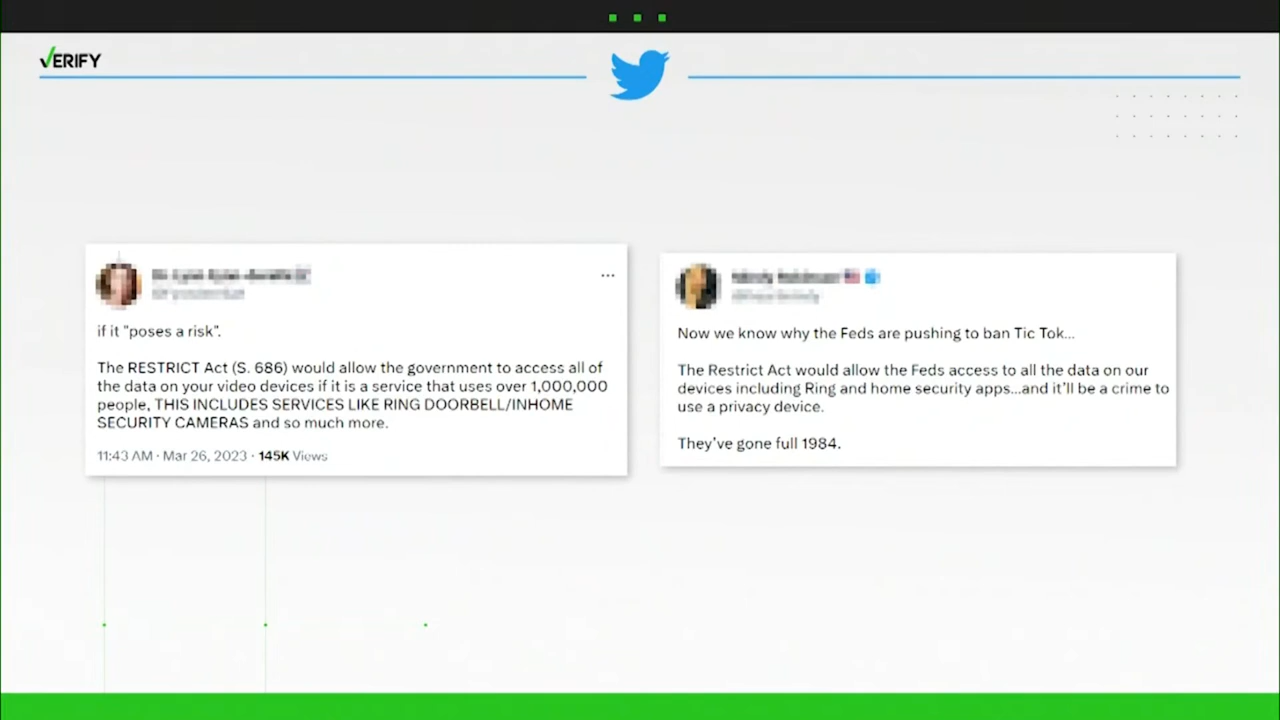 VERIFY
if it "poses a risk".
The RESTRICT Act (S. 686) would allow the government to access all of
the data on your video devices if it is a service that uses over 1,000,000
people, THIS INCLUDES SERVICES LIKE RING DOORBELL/INHOME
SECURITY CAMERAS and so much more.
11:43 AM · Mar 26, 2023 · 145K Views
Now we know why the Feds are pushing to ban Tic Tok...
The Restrict Act would allow the Feds access to all the data on our
devices including Ring and home security apps...and it'll be a crime to
use a privacy device.
They've gone full 1984.